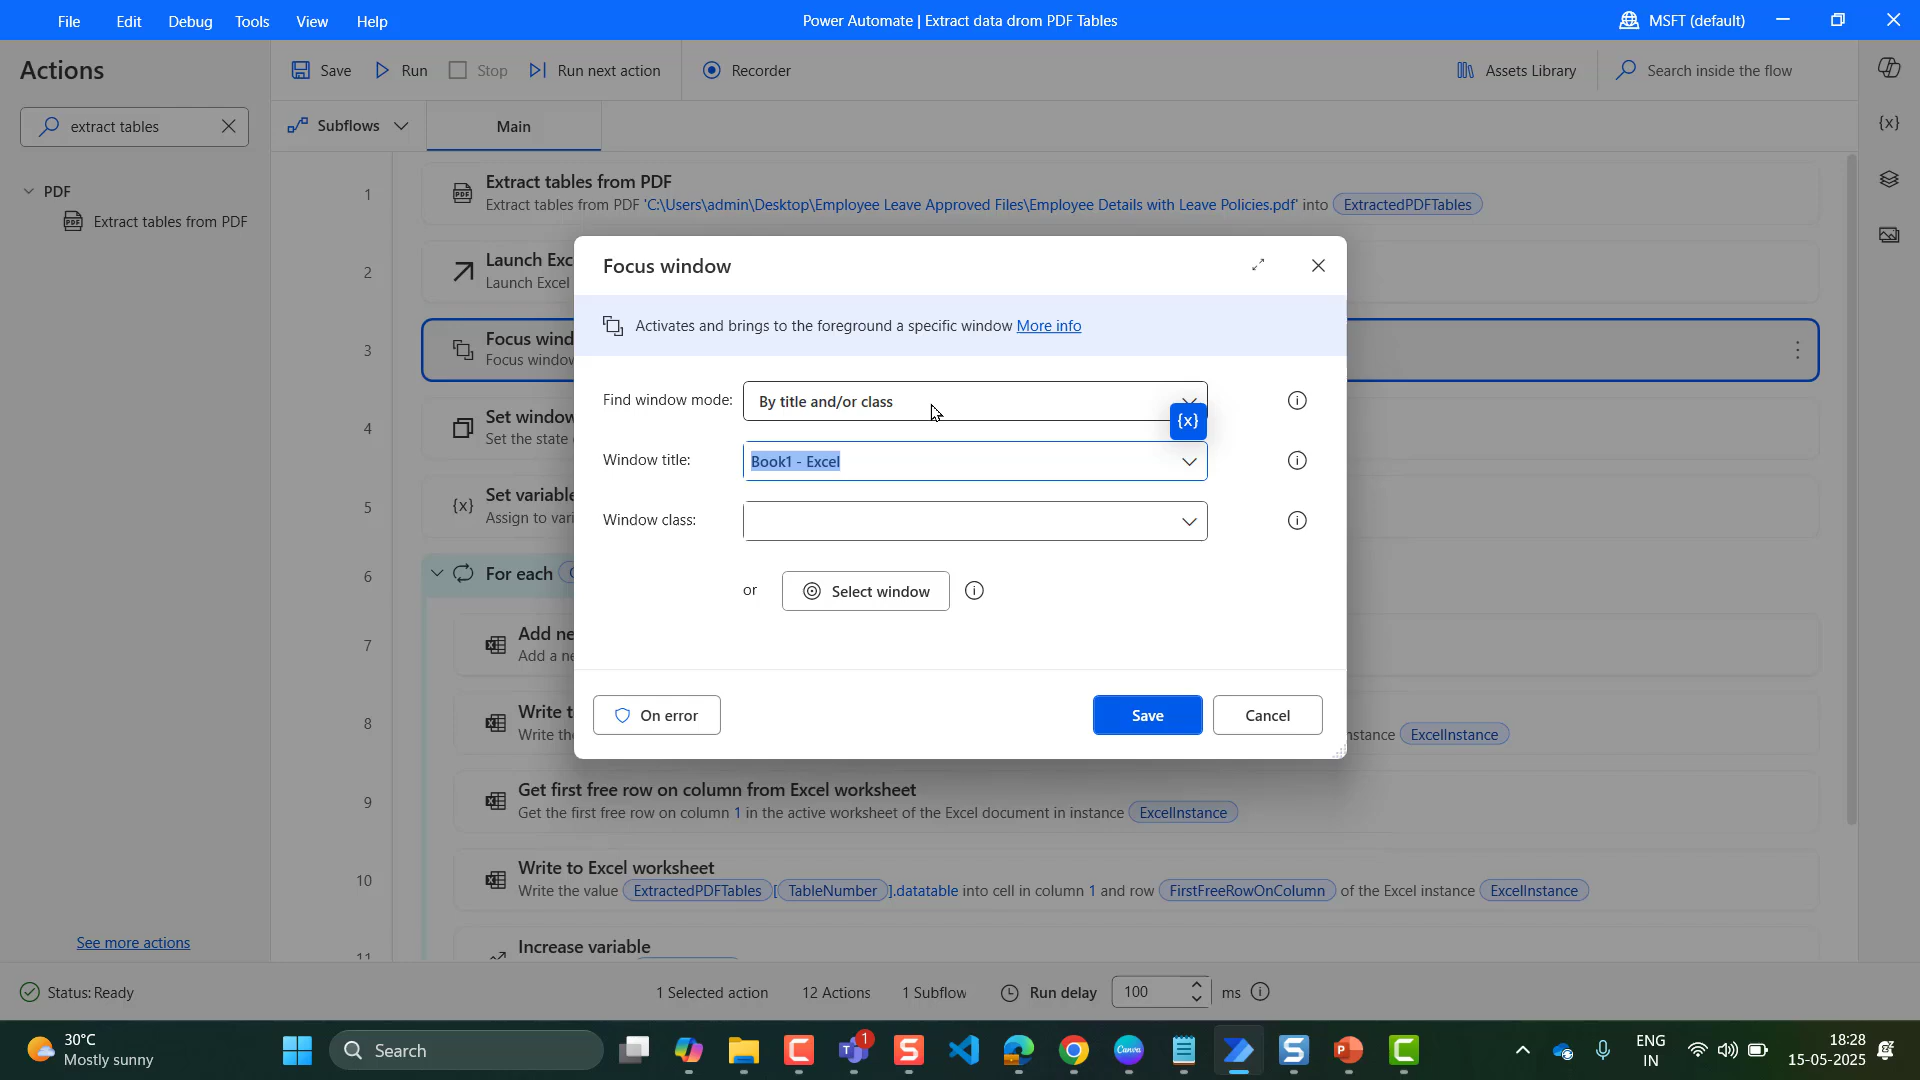 File Edit Debug Tools View Help
Power Automate | Extract data drom PDF Tables
MSFT (default)
Actions
Save Run Stop Run next action Recorder
Assets Library
Search inside the flow
extract tables
Subflows
Main
PDF
Extract tables from PDF
1
Extract tables from PDF
Extract tables from PDF 'C:\Users\admin\Desktop\Employee Leave Approved Files\Employee Details with Leave Policies.pdf' into ExtractedPDFTables
2
Launch Exc
Launch Excel
3
Focus wind
Focus window
4
Set window
Set the state
5
{x} Set variable
Assign to vari
6
For each
7
Add ne
Add a ne
8
Write t
Write the
nstance ExcelInstance
9
Get first free row on column from Excel worksheet
Get the first free row on column 1 in the active worksheet of the Excel document in instance ExcelInstance
10
Write to Excel worksheet
Write the value ExtractedPDFTables [ TableNumber ].datatable into cell in column 1 and row FirstFreeRowOnColumn of the Excel instance ExcelInstance
11
Increase variable
Focus window
Activates and brings to the foreground a specific window More info
Find window mode: By title and/or class
{x}
Window title: Book1 - Excel
Window class:
or Select window
On error
Save
Cancel
{x}
See more actions
Status: Ready
1 Selected action 12 Actions 1 Subflow Run delay 100 ms
30°C
Mostly sunny
Search
1
Canva
ENG
IN
18:28
15-05-2025